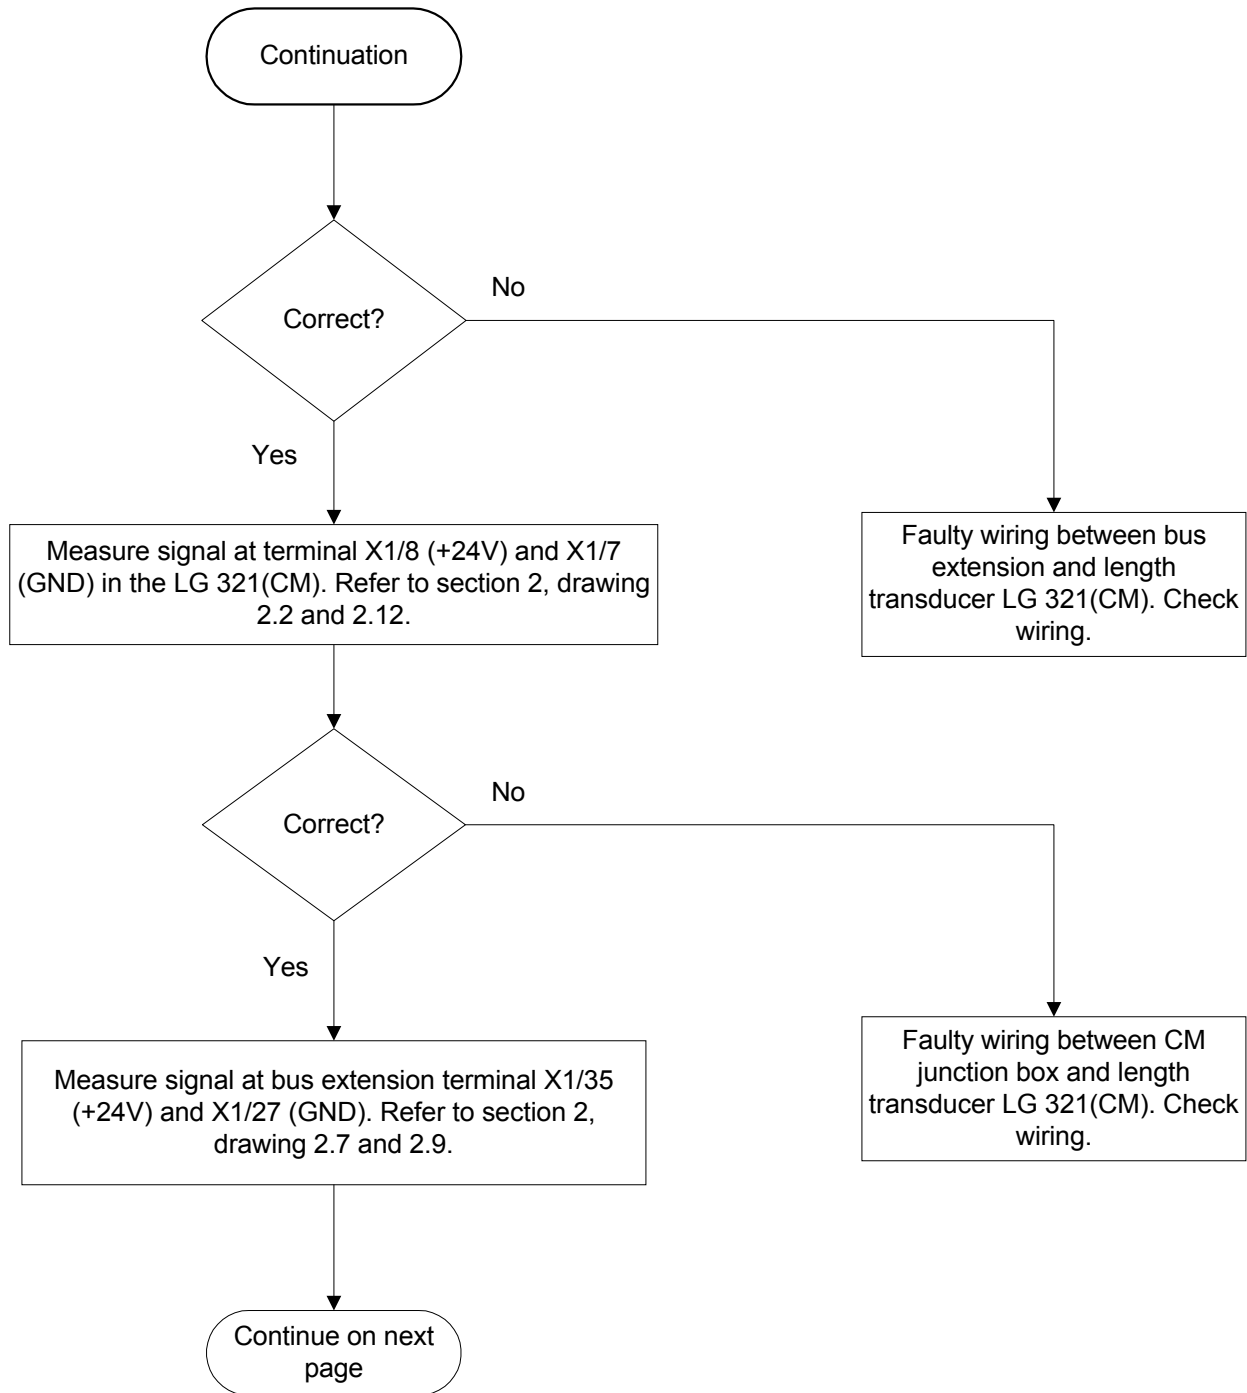 Continuation
Correct?
No
Yes
Measure signal at terminal X1/8 (+24V) and X1/7
(GND) in the LG 321(CM). Refer to section 2, drawing
2.2 and 2.12.
Faulty wiring between bus
extension and length
transducer LG 321(CM). Check
wiring.
Correct?
No
Yes
Measure signal at bus extension terminal X1/35
(+24V) and X1/27 (GND). Refer to section 2,
drawing 2.7 and 2.9.
Faulty wiring between CM
junction box and length
transducer LG 321(CM). Check
wiring.
Continue on next
page